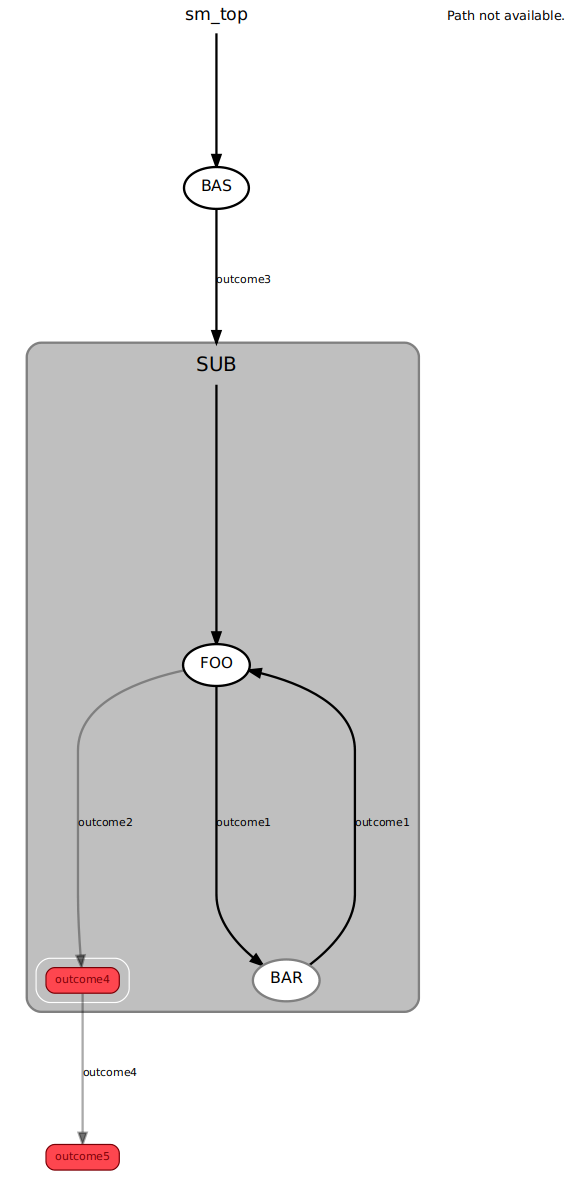 sm_top
Path not available.
BAS
outcome3
SUB
FOO
outcome2
outcome1
outcome1
outcome4
BAR
outcome4
outcome5